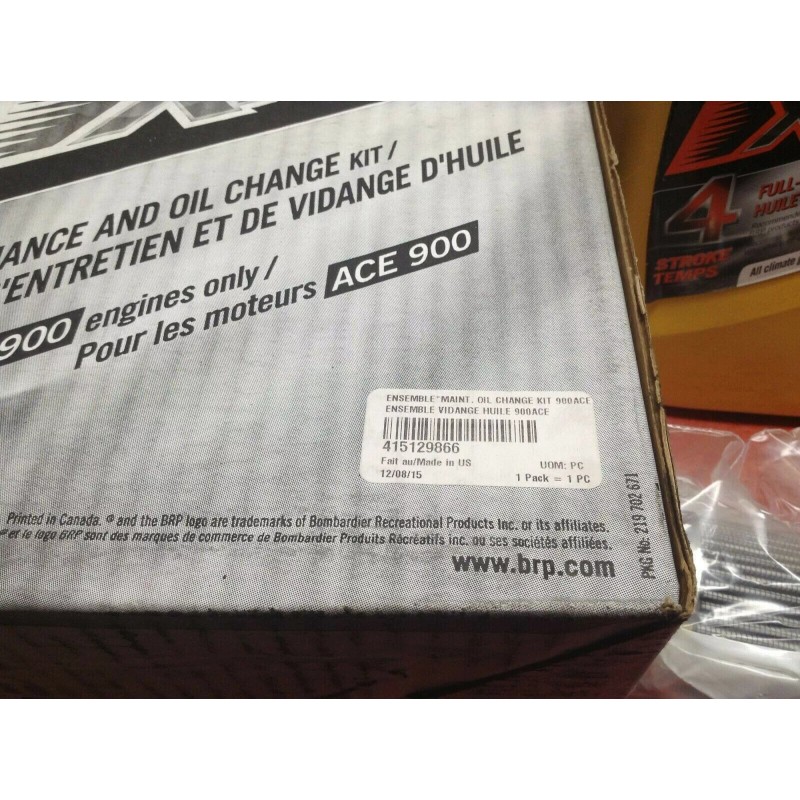 AND OIL CHANGE KIT /
D'ENTRETIEN ET DE VIDANGE D'HUILE
900 engines only /
Pour les moteurs ACE 900
ENSEMBLE*MAINT. OIL CHANGE KIT 900ACE
ENSEMBLE VIDANGE HUILE 900ACE
415129866
Fait au/Made in US UOM: PC
12/08/15 1 Pack = 1 PC
Printed in Canada. ® and the BRP logo are trademarks of Bombardier Recreational Products Inc. or its affiliates.
et le logo BRP sont des marques de commerce de Bombardier Produits Récréatifs inc. ou ses sociétés affiliées.
www.brp.com
PKG No: 219 702 671
4
STROKE
TEMPS
FULL-
HUILE
All climate